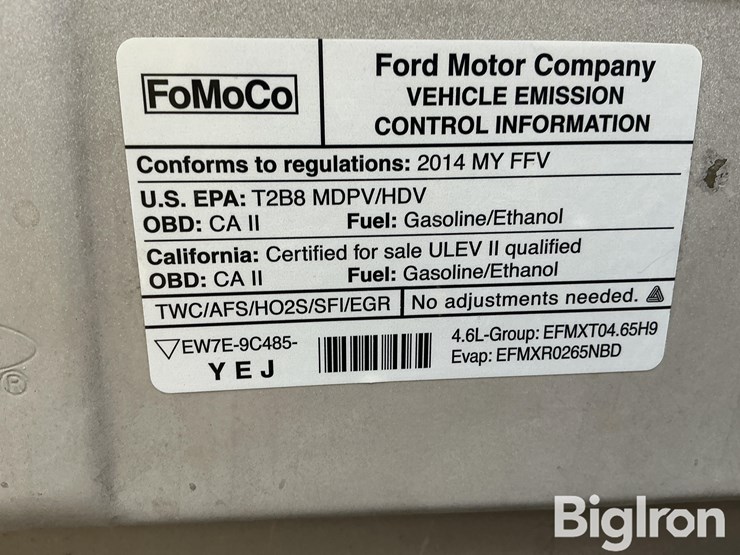 FoMoCo
Ford Motor Company
VEHICLE EMISSION
CONTROL INFORMATION
Conforms to regulations: 2014 MY FFV
U.S. EPA: T2B8 MDPV/HDV
OBD: CA II Fuel: Gasoline/Ethanol
California: Certified for sale ULEV II qualified
OBD: CA II Fuel: Gasoline/Ethanol
TWC/AFS/HO2S/SFI/EGR No adjustments needed.
EW7E-9C485-
YEJ
4.6L-Group: EFMXT04.65H9
Evap: EFMXR0265NBD
®
BigIron